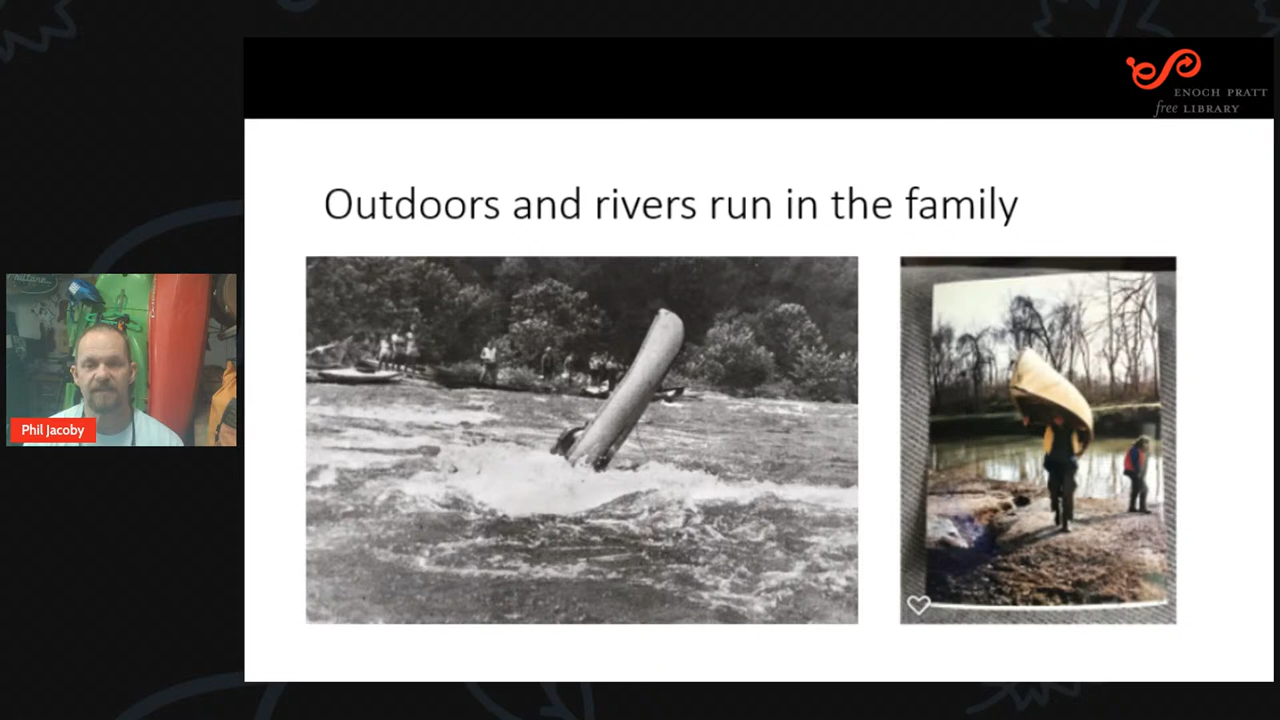 ENOCH PRATT
free LIBRARY
Outdoors and rivers run in the family
Phil Jacoby